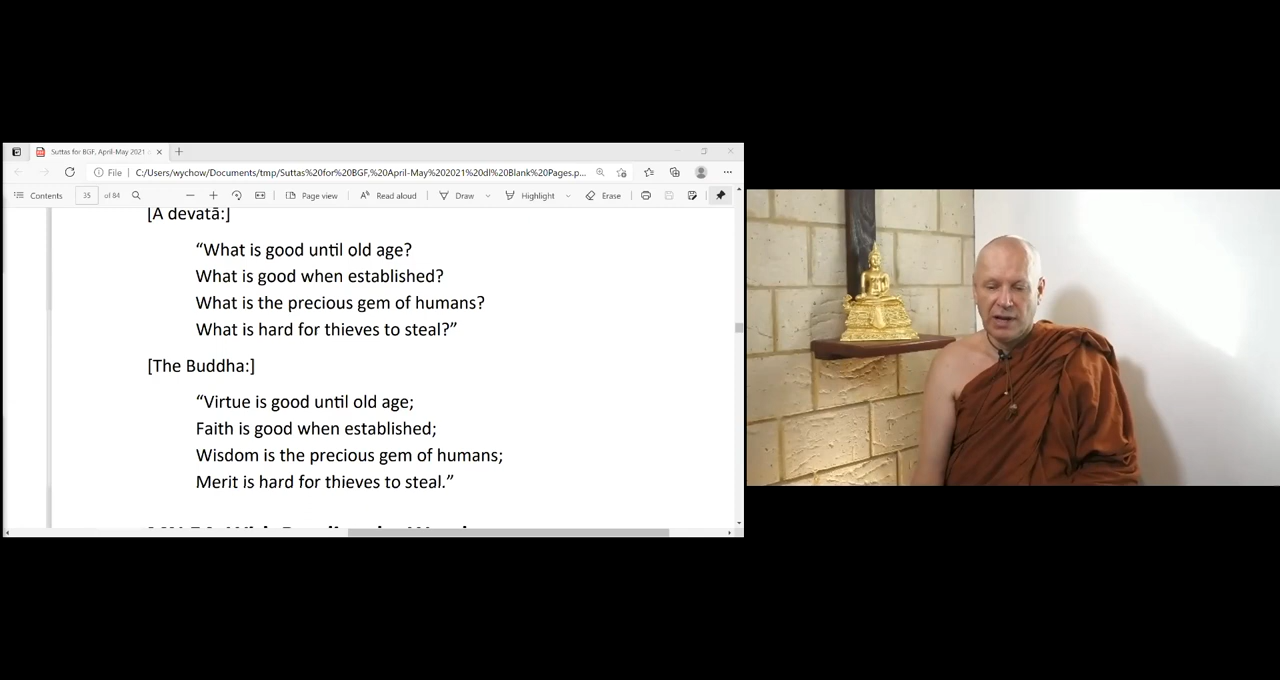 Suttas for BGF, April-May 2021
File
C:/Users/wychow/Documents/tmp/Suttas%20for%20BGF,%20April-May%202021%20dl%20Blank%20Pages.p...
Contents
35 of 84
Page view
Read aloud
Draw
Highlight
Erase
[A devatā:]
“What is good until old age?
What is good when established?
What is the precious gem of humans?
What is hard for thieves to steal?”
[The Buddha:]
“Virtue is good until old age;
Faith is good when established;
Wisdom is the precious gem of humans;
Merit is hard for thieves to steal.”